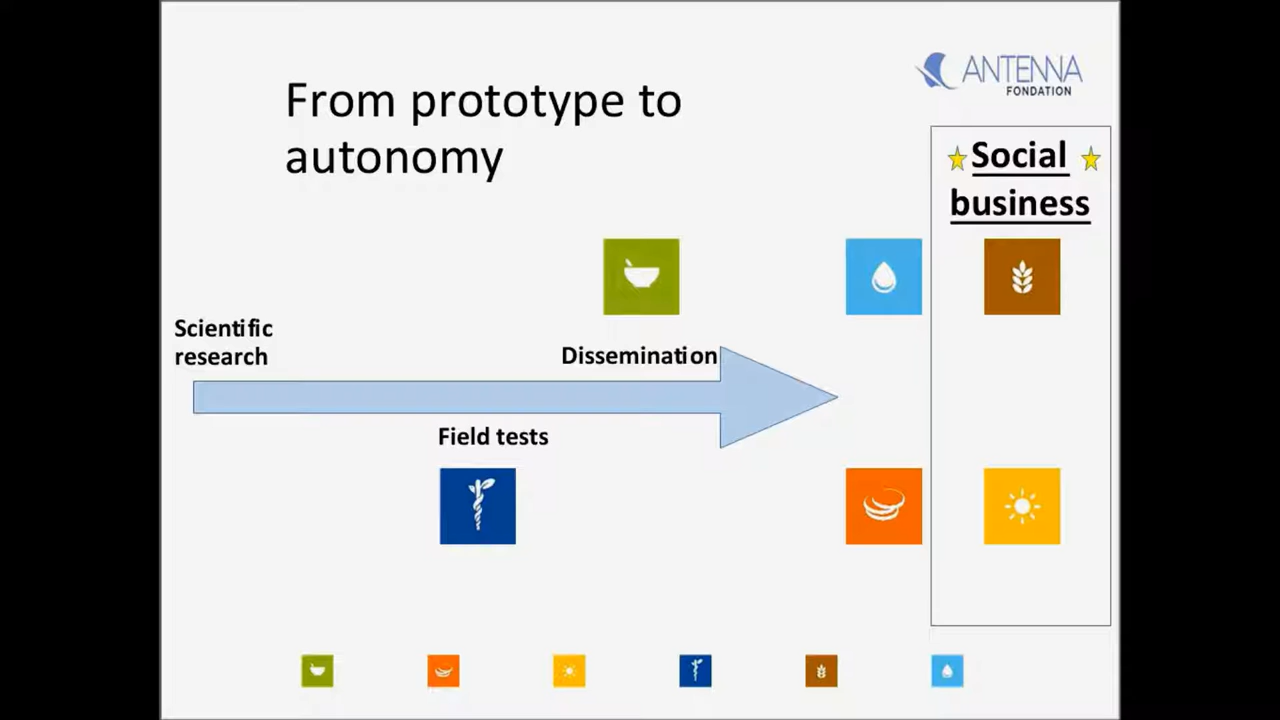 ANTENNA
FONDATION
From prototype to
autonomy
Social
business
Scientific
research
Dissemination
Field tests